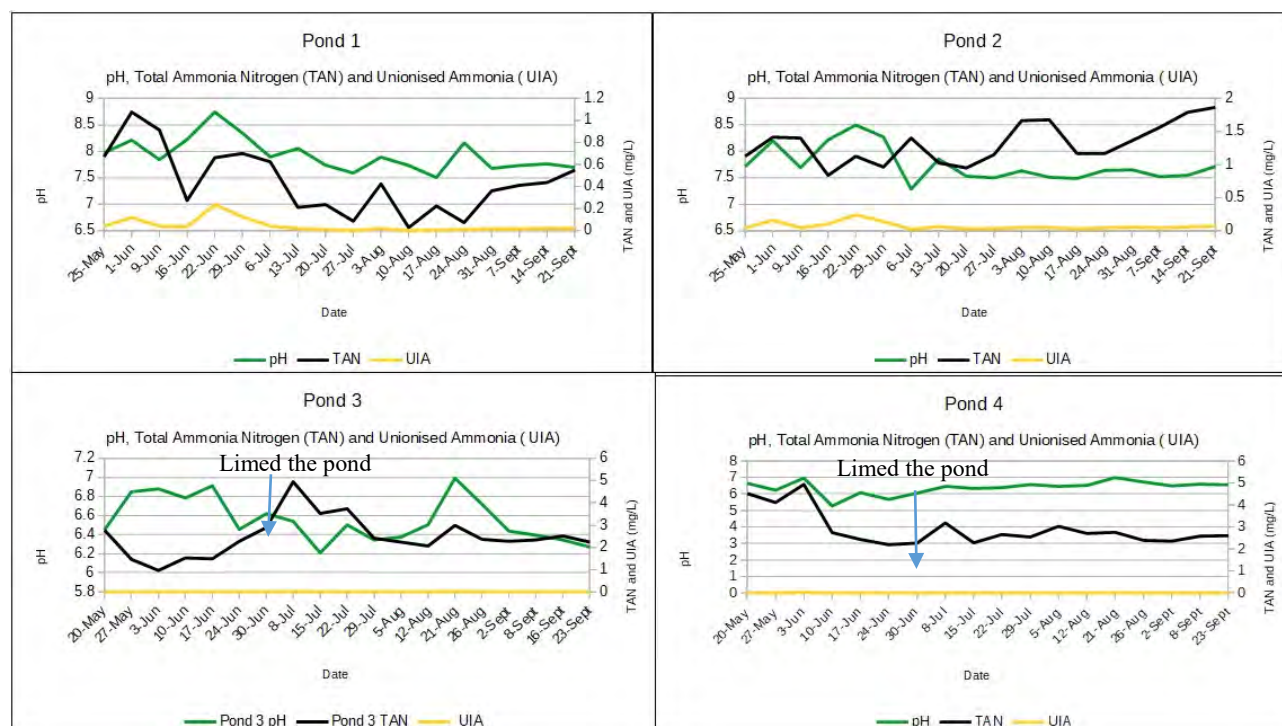 Pond 1
pH, Total Ammonia Nitrogen (TAN) and Unionised Ammonia ( UIA)
9
8.5
8
7.5
7
6.5
pH
1.2
1
0.8
0.6
0.4
0.2
0
TAN and UIA (mg/L)
25-May
1-Jun
9-Jun
16-Jun
22-Jun
29-Jun
6-Jul
13-Jul
20-Jul
27-Jul
3-Aug
10-Aug
17-Aug
24-Aug
31-Aug
7-Sept
14-Sept
21-Sept
Date
pH TAN UIA
Pond 2
pH, Total Ammonia Nitrogen (TAN) and Unionised Ammonia ( UIA)
9
8.5
8
7.5
7
6.5
pH
2
1.5
1
0.5
0
TAN and UIA (mg/L)
25-May
1-Jun
9-Jun
16-Jun
22-Jun
29-Jun
6-Jul
13-Jul
20-Jul
27-Jul
3-Aug
10-Aug
17-Aug
24-Aug
31-Aug
7-Sept
14-Sept
21-Sept
Date
pH TAN UIA
Pond 3
pH, Total Ammonia Nitrogen (TAN) and Unionised Ammonia ( UIA)
Limed the pond
7.2
7
6.8
6.6
6.4
6.2
6
5.8
pH
6
5
4
3
2
1
0
TAN and UIA (mg/L)
20-May
27-May
3-Jun
10-Jun
17-Jun
24-Jun
30-Jun
8-Jul
15-Jul
22-Jul
29-Jul
5-Aug
12-Aug
21-Aug
26-Aug
2-Sept
8-Sept
16-Sept
23-Sept
Date
Pond 3 pH Pond 3 TAN UIA
Pond 4
pH, Total Ammonia Nitrogen (TAN) and Unionised Ammonia ( UIA)
Limed the pond
8
7
6
5
4
3
2
1
0
pH
6
5
4
3
2
1
0
TAN and UIA (mg/L)
20-May
27-May
3-Jun
10-Jun
17-Jun
24-Jun
30-Jun
8-Jul
15-Jul
22-Jul
29-Jul
5-Aug
12-Aug
21-Aug
26-Aug
2-Sept
8-Sept
23-Sept
Date
pH TAN UIA